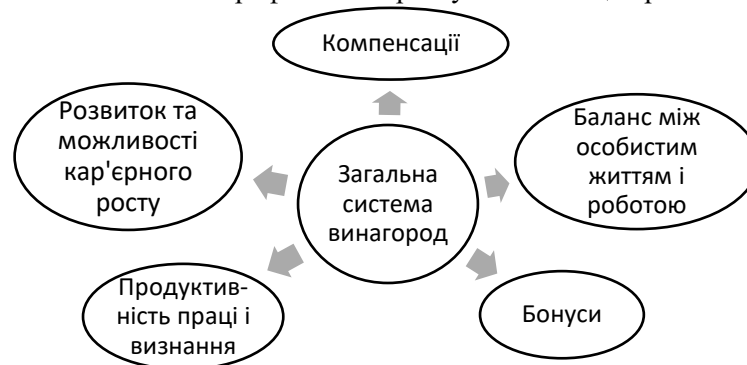 Компенсації
Розвиток та
можливості
кар'єрного
росту
Баланс між
особистим
життям і
роботою
Загальна
система
винагород
Продуктив-
ність праці і
визнання
Бонуси